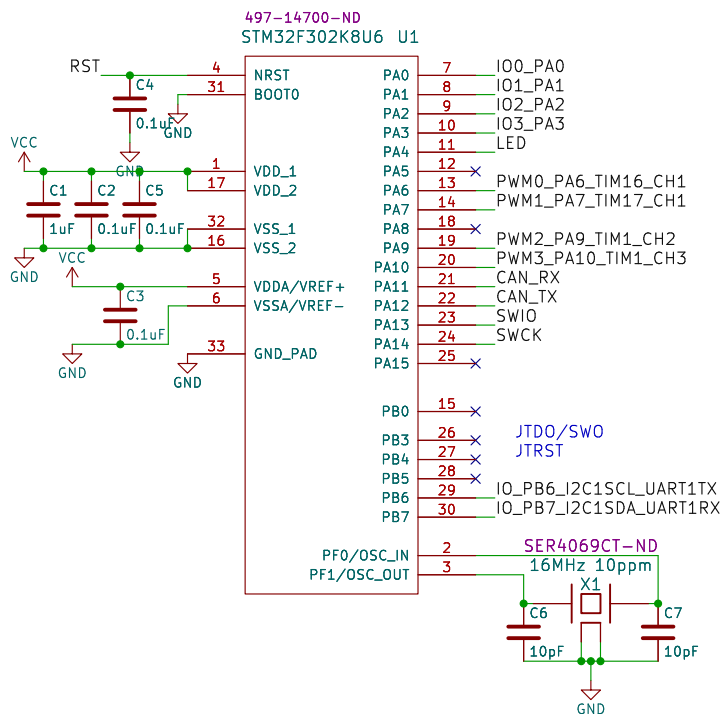 497-14700-ND
STM32F302K8U6 U1
RST
4 NRST
31 BOOT0
C4
0.1uF
GND
GND
VCC
1 VDD_1
17 VDD_2
C1
1uF
C2
0.1uF
C5
0.1uF
32 VSS_1
16 VSS_2
GND
VCC
5 VDDA/VREF+
6 VSSA/VREF-
C3
0.1uF
GND
33 GND_PAD
GND
PA0 7 IO0_PA0
PA1 8 IO1_PA1
PA2 9 IO2_PA2
PA3 10 IO3_PA3
PA4 11 LED
PA5 12
PA6 13 PWM0_PA6_TIM16_CH1
PA7 14 PWM1_PA7_TIM17_CH1
PA8 18
PA9 19 PWM2_PA9_TIM1_CH2
PA10 20 PWM3_PA10_TIM1_CH3
PA11 21 CAN_RX
PA12 22 CAN_TX
PA13 23 SWIO
PA14 24 SWCK
PA15 25
PB0 15
PB3 26 JTDO/SWO
PB4 27 JTRST
PB5 28
PB6 29 IO_PB6_I2C1SCL_UART1TX
PB7 30 IO_PB7_I2C1SDA_UART1RX
PF0/OSC_IN 2
PF1/OSC_OUT 3
SER4069CT-ND
16MHz 10ppm
X1
C6
10pF
C7
10pF
GND